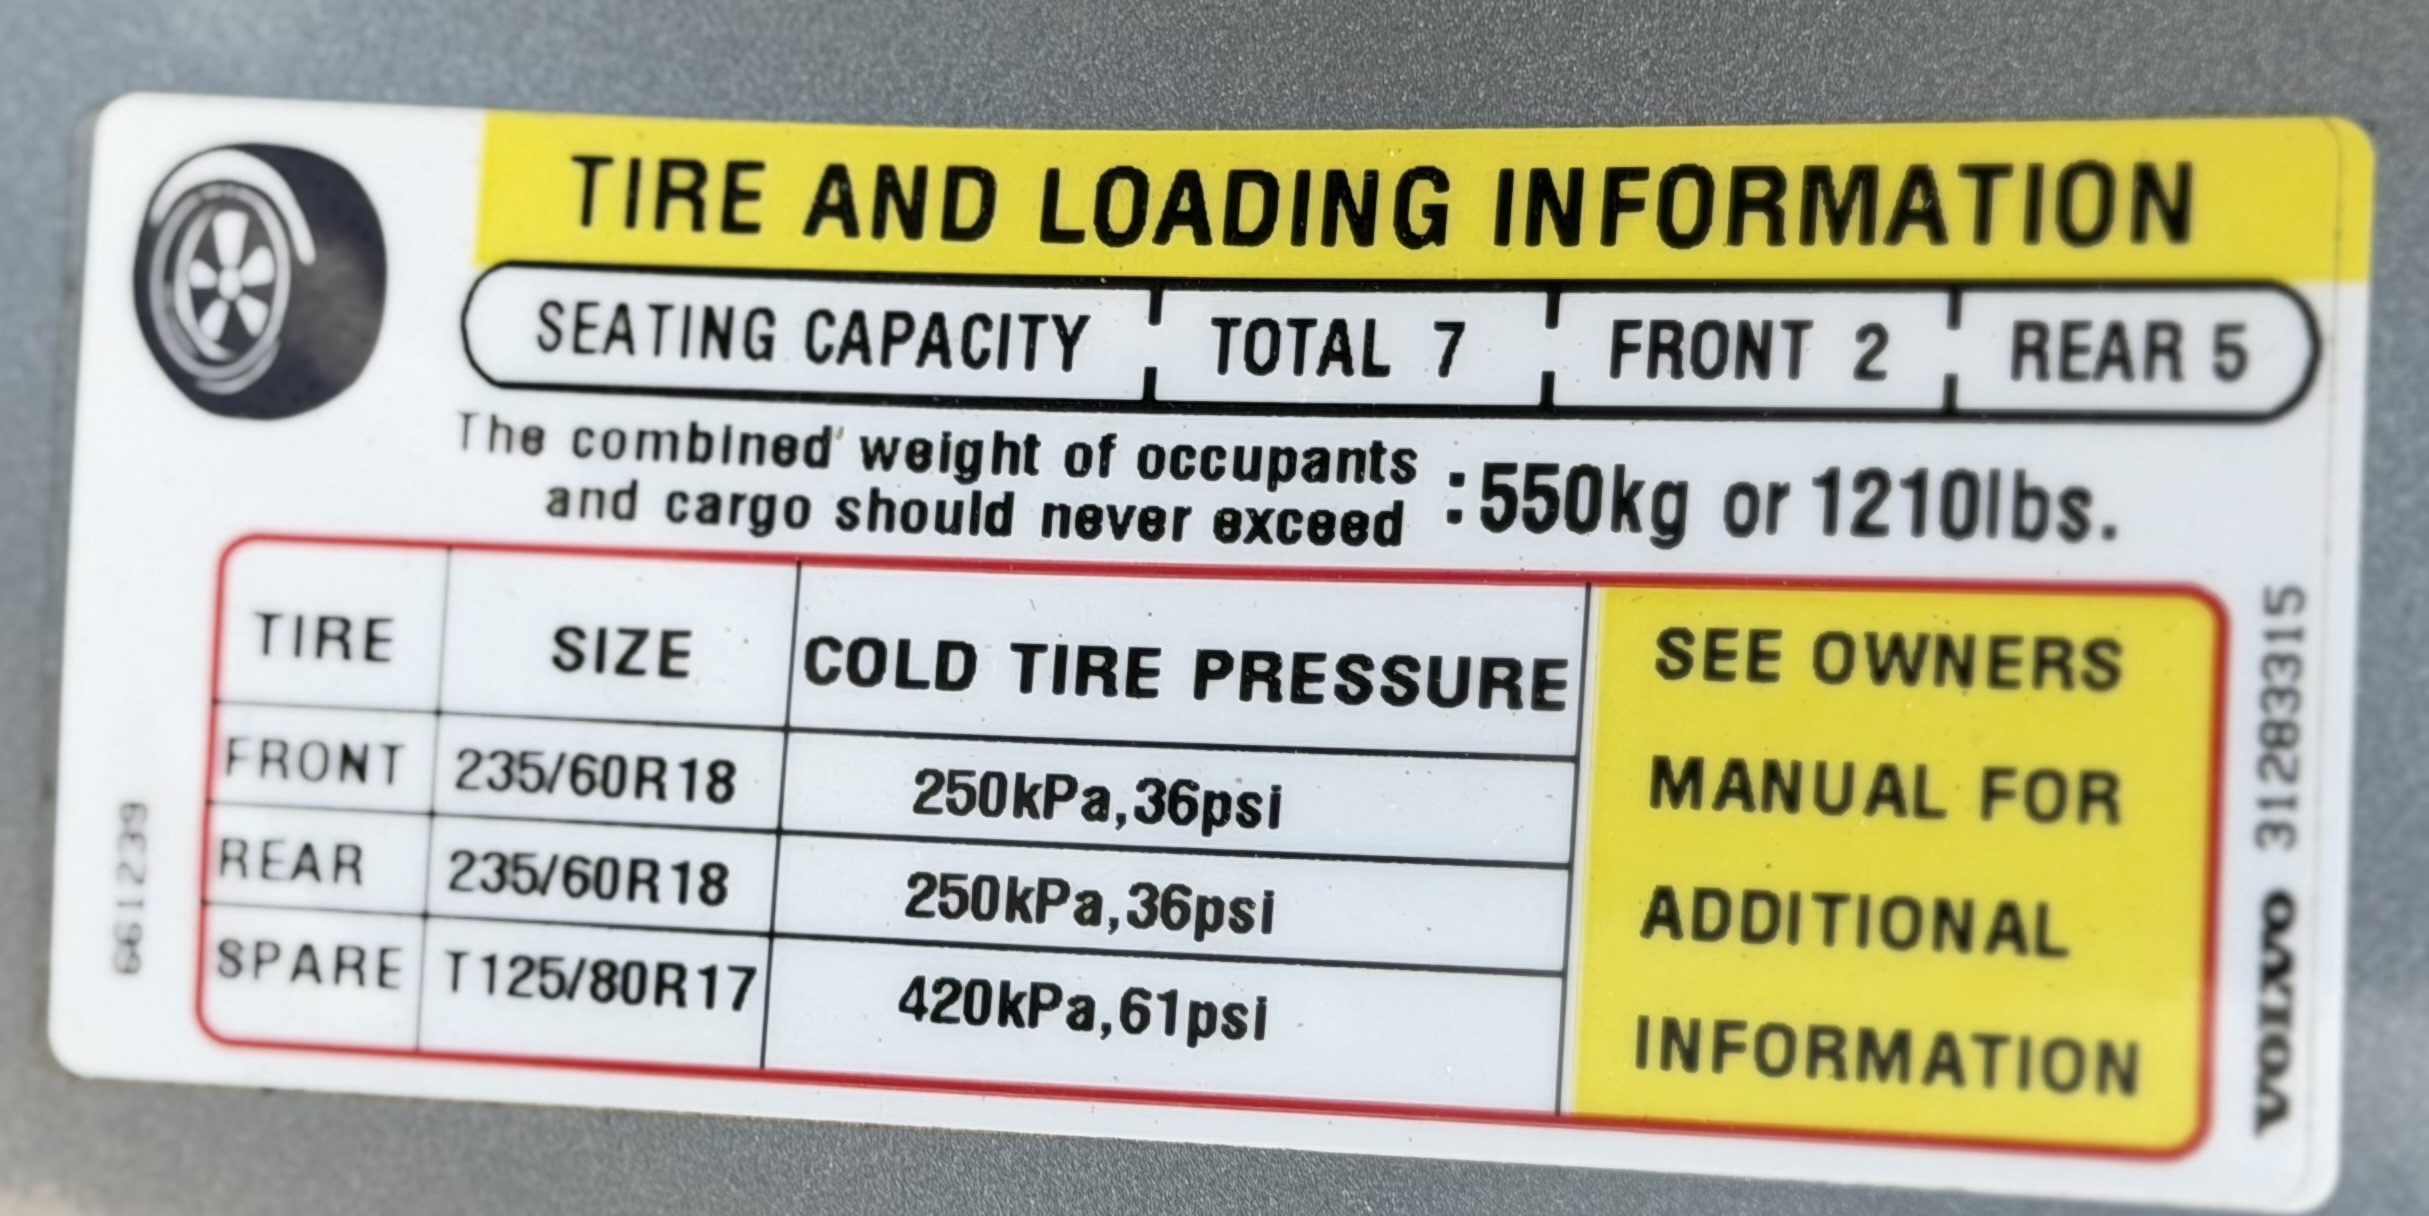 TIRE AND LOADING INFORMATION
SEATING CAPACITY TOTAL 7 FRONT 2 REAR 5
The combined weight of occupants
and cargo should never exceed
:550kg or 1210lbs.
TIRE SIZE COLD TIRE PRESSURE
FRONT 235/60R18 250kPa,36psi
REAR 235/60R18 250kPa,36psi
SPARE T125/80R17 420kPa,61psi
SEE OWNERS
MANUAL FOR
ADDITIONAL
INFORMATION
VOLVO 31283315
661239